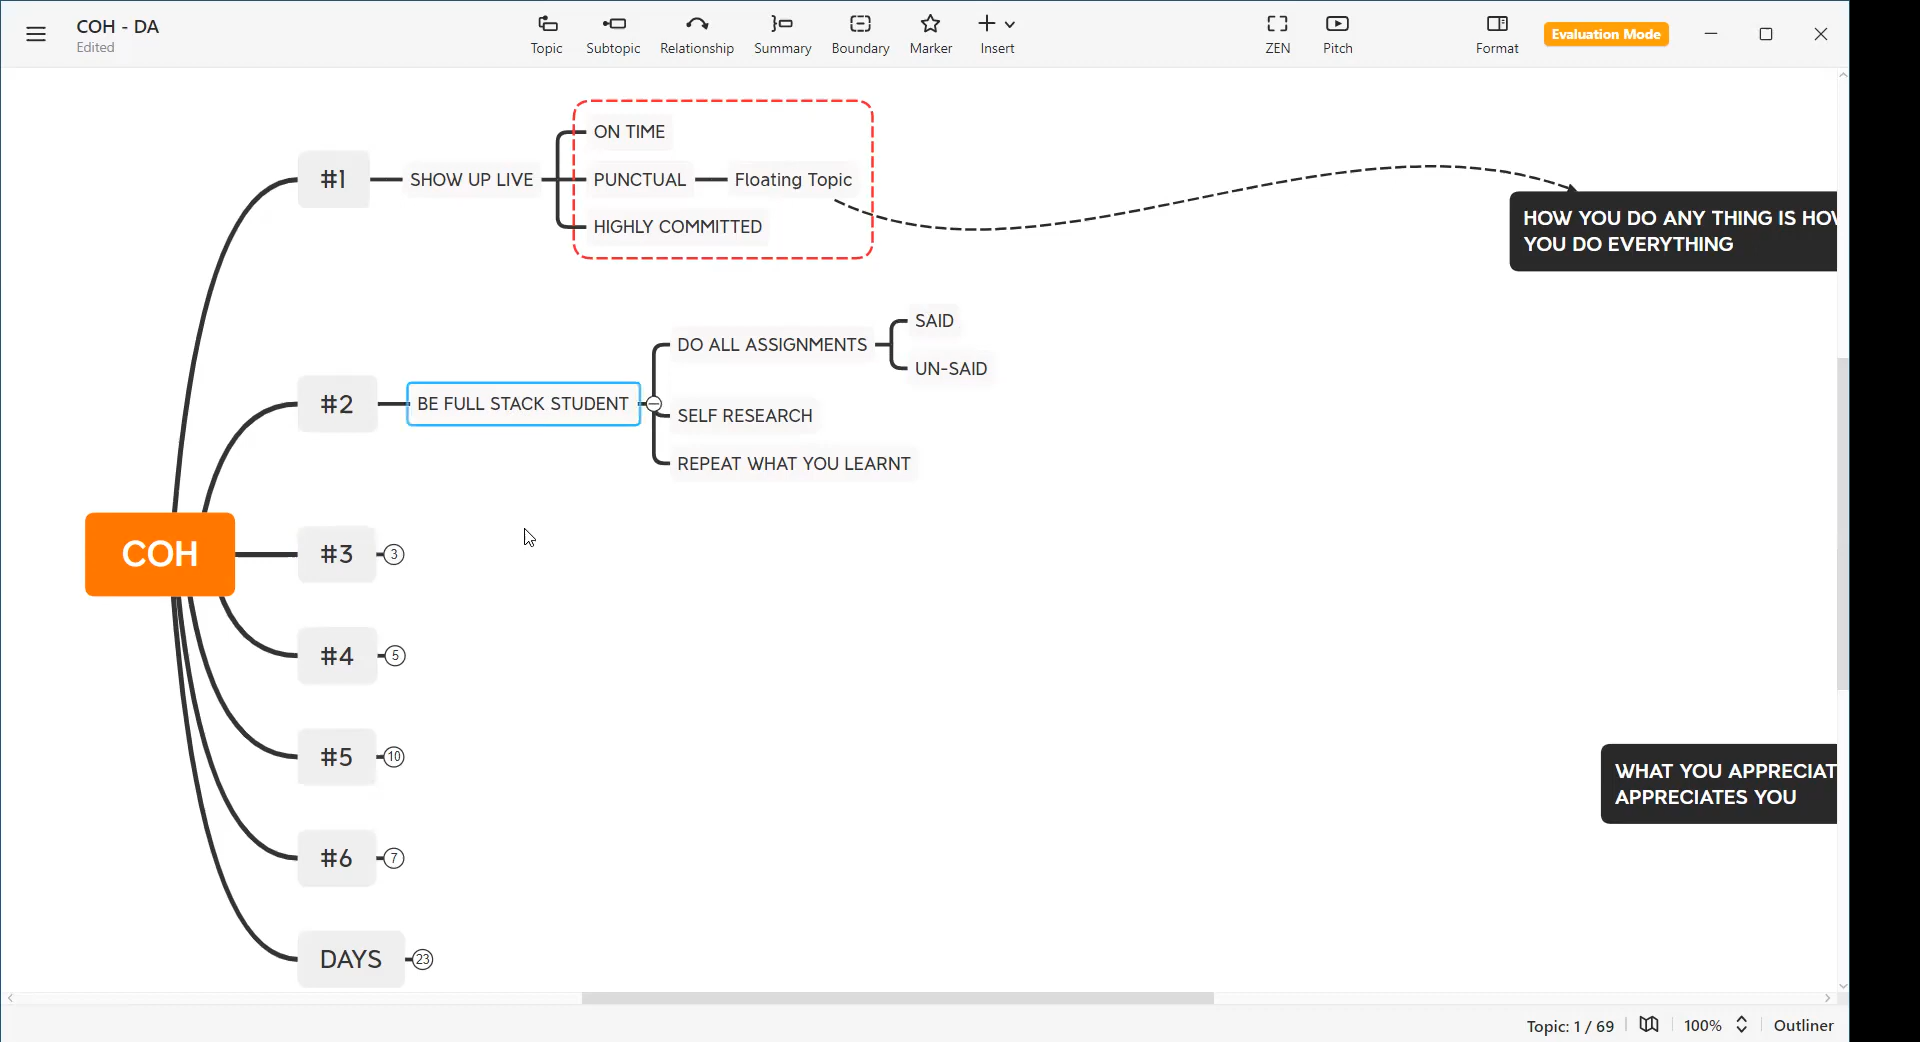 COH - DA
Edited
Topic
Subtopic
Relationship
Summary
Boundary
Marker
Insert
ZEN
Pitch
Format
Evaluation Mode
#1
SHOW UP LIVE
ON TIME
PUNCTUAL
Floating Topic
HIGHLY COMMITTED
HOW YOU DO ANY THING IS HOW
YOU DO EVERYTHING
#2
BE FULL STACK STUDENT
DO ALL ASSIGNMENTS
SAID
UN-SAID
SELF RESEARCH
REPEAT WHAT YOU LEARNT
COH
#3
3
#4
5
#5
10
#6
7
DAYS
23
WHAT YOU APPRECIAT
APPRECIATES YOU
Topic: 1 / 69
100%
Outliner